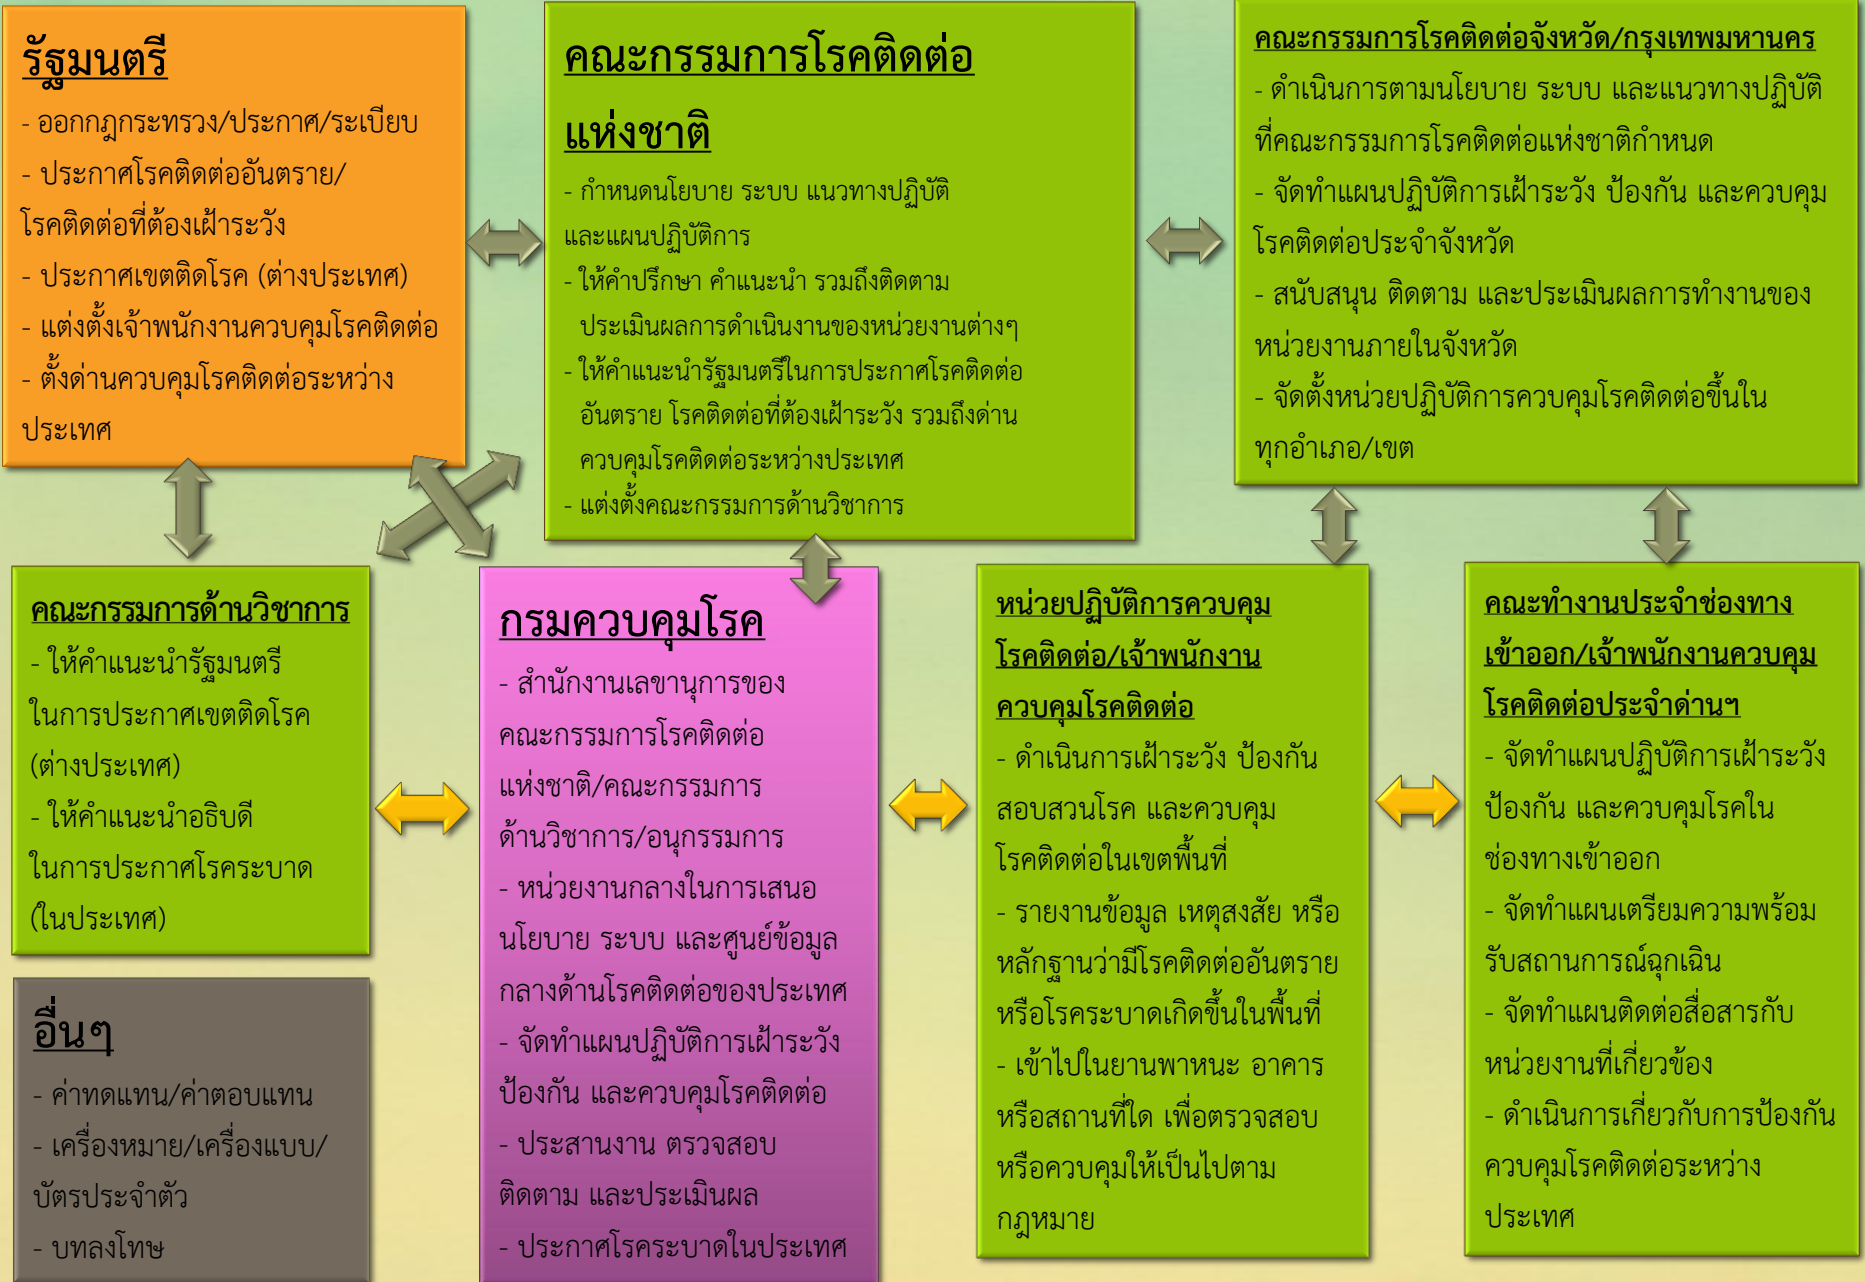 รัฐมนตรี
- ออกกฎกระทรวง/ประกาศ/ระเบียบ
- ประกาศโรคติดต่ออันตราย/
โรคติดต่อที่ต้องเฝ้าระวัง
- ประกาศเขตติดโรค (ต่างประเทศ)
- แต่งตั้งเจ้าพนักงานควบคุมโรคติดต่อ
- ตั้งด่านควบคุมโรคติดต่อระหว่าง
ประเทศ
คณะกรรมการโรคติดต่อ
แห่งชาติ
- กำหนดนโยบาย ระบบ แนวทางปฏิบัติ
และแผนปฏิบัติการ
- ให้คำปรึกษา คำแนะนำ รวมถึงติดตาม
ประเมินผลการดำเนินงานของหน่วยงานต่างๆ
- ให้คำแนะนำรัฐมนตรีในการประกาศโรคติดต่อ
อันตราย โรคติดต่อที่ต้องเฝ้าระวัง รวมถึงด่าน
ควบคุมโรคติดต่อระหว่างประเทศ
- แต่งตั้งคณะกรรมการด้านวิชาการ
คณะกรรมการโรคติดต่อจังหวัด/กรุงเทพมหานคร
- ดำเนินการตามนโยบาย ระบบ และแนวทางปฏิบัติ
ที่คณะกรรมการโรคติดต่อแห่งชาติกำหนด
- จัดทำแผนปฏิบัติการเฝ้าระวัง ป้องกัน และควบคุม
โรคติดต่อประจำจังหวัด
- สนับสนุน ติดตาม และประเมินผลการทำงานของ
หน่วยงานภายในจังหวัด
- จัดตั้งหน่วยปฏิบัติการควบคุมโรคติดต่อขึ้นใน
ทุกอำเภอ/เขต
คณะกรรมการด้านวิชาการ
- ให้คำแนะนำรัฐมนตรี
ในการประกาศเขตติดโรค
(ต่างประเทศ)
- ให้คำแนะนำอธิบดี
ในการประกาศโรคระบาด
(ในประเทศ)
อื่นๆ
- ค่าทดแทน/ค่าตอบแทน
- เครื่องหมาย/เครื่องแบบ/
บัตรประจำตัว
- บทลงโทษ
กรมควบคุมโรค
- สำนักงานเลขานุการของ
คณะกรรมการโรคติดต่อ
แห่งชาติ/คณะกรรมการ
ด้านวิชาการ/อนุกรรมการ
- หน่วยงานกลางในการเสนอ
นโยบาย ระบบ และศูนย์ข้อมูล
กลางด้านโรคติดต่อของประเทศ
- จัดทำแผนปฏิบัติการเฝ้าระวัง
ป้องกัน และควบคุมโรคติดต่อ
- ประสานงาน ตรวจสอบ
ติดตาม และประเมินผล
- ประกาศโรคระบาดในประเทศ
หน่วยปฏิบัติการควบคุม
โรคติดต่อ/เจ้าพนักงาน
ควบคุมโรคติดต่อ
- ดำเนินการเฝ้าระวัง ป้องกัน
สอบสวนโรค และควบคุม
โรคติดต่อในเขตพื้นที่
- รายงานข้อมูล เหตุสงสัย หรือ
หลักฐานว่ามีโรคติดต่ออันตราย
หรือโรคระบาดเกิดขึ้นในพื้นที่
- เข้าไปในยานพาหนะ อาคาร
หรือสถานที่ใด เพื่อตรวจสอบ
หรือควบคุมให้เป็นไปตาม
กฎหมาย
คณะทำงานประจำช่องทาง
เข้าออก/เจ้าพนักงานควบคุม
โรคติดต่อประจำด่านฯ
- จัดทำแผนปฏิบัติการเฝ้าระวัง
ป้องกัน และควบคุมโรคใน
ช่องทางเข้าออก
- จัดทำแผนเตรียมความพร้อม
รับสถานการณ์ฉุกเฉิน
- จัดทำแผนติดต่อสื่อสารกับ
หน่วยงานที่เกี่ยวข้อง
- ดำเนินการเกี่ยวกับการป้องกัน
ควบคุมโรคติดต่อระหว่าง
ประเทศ